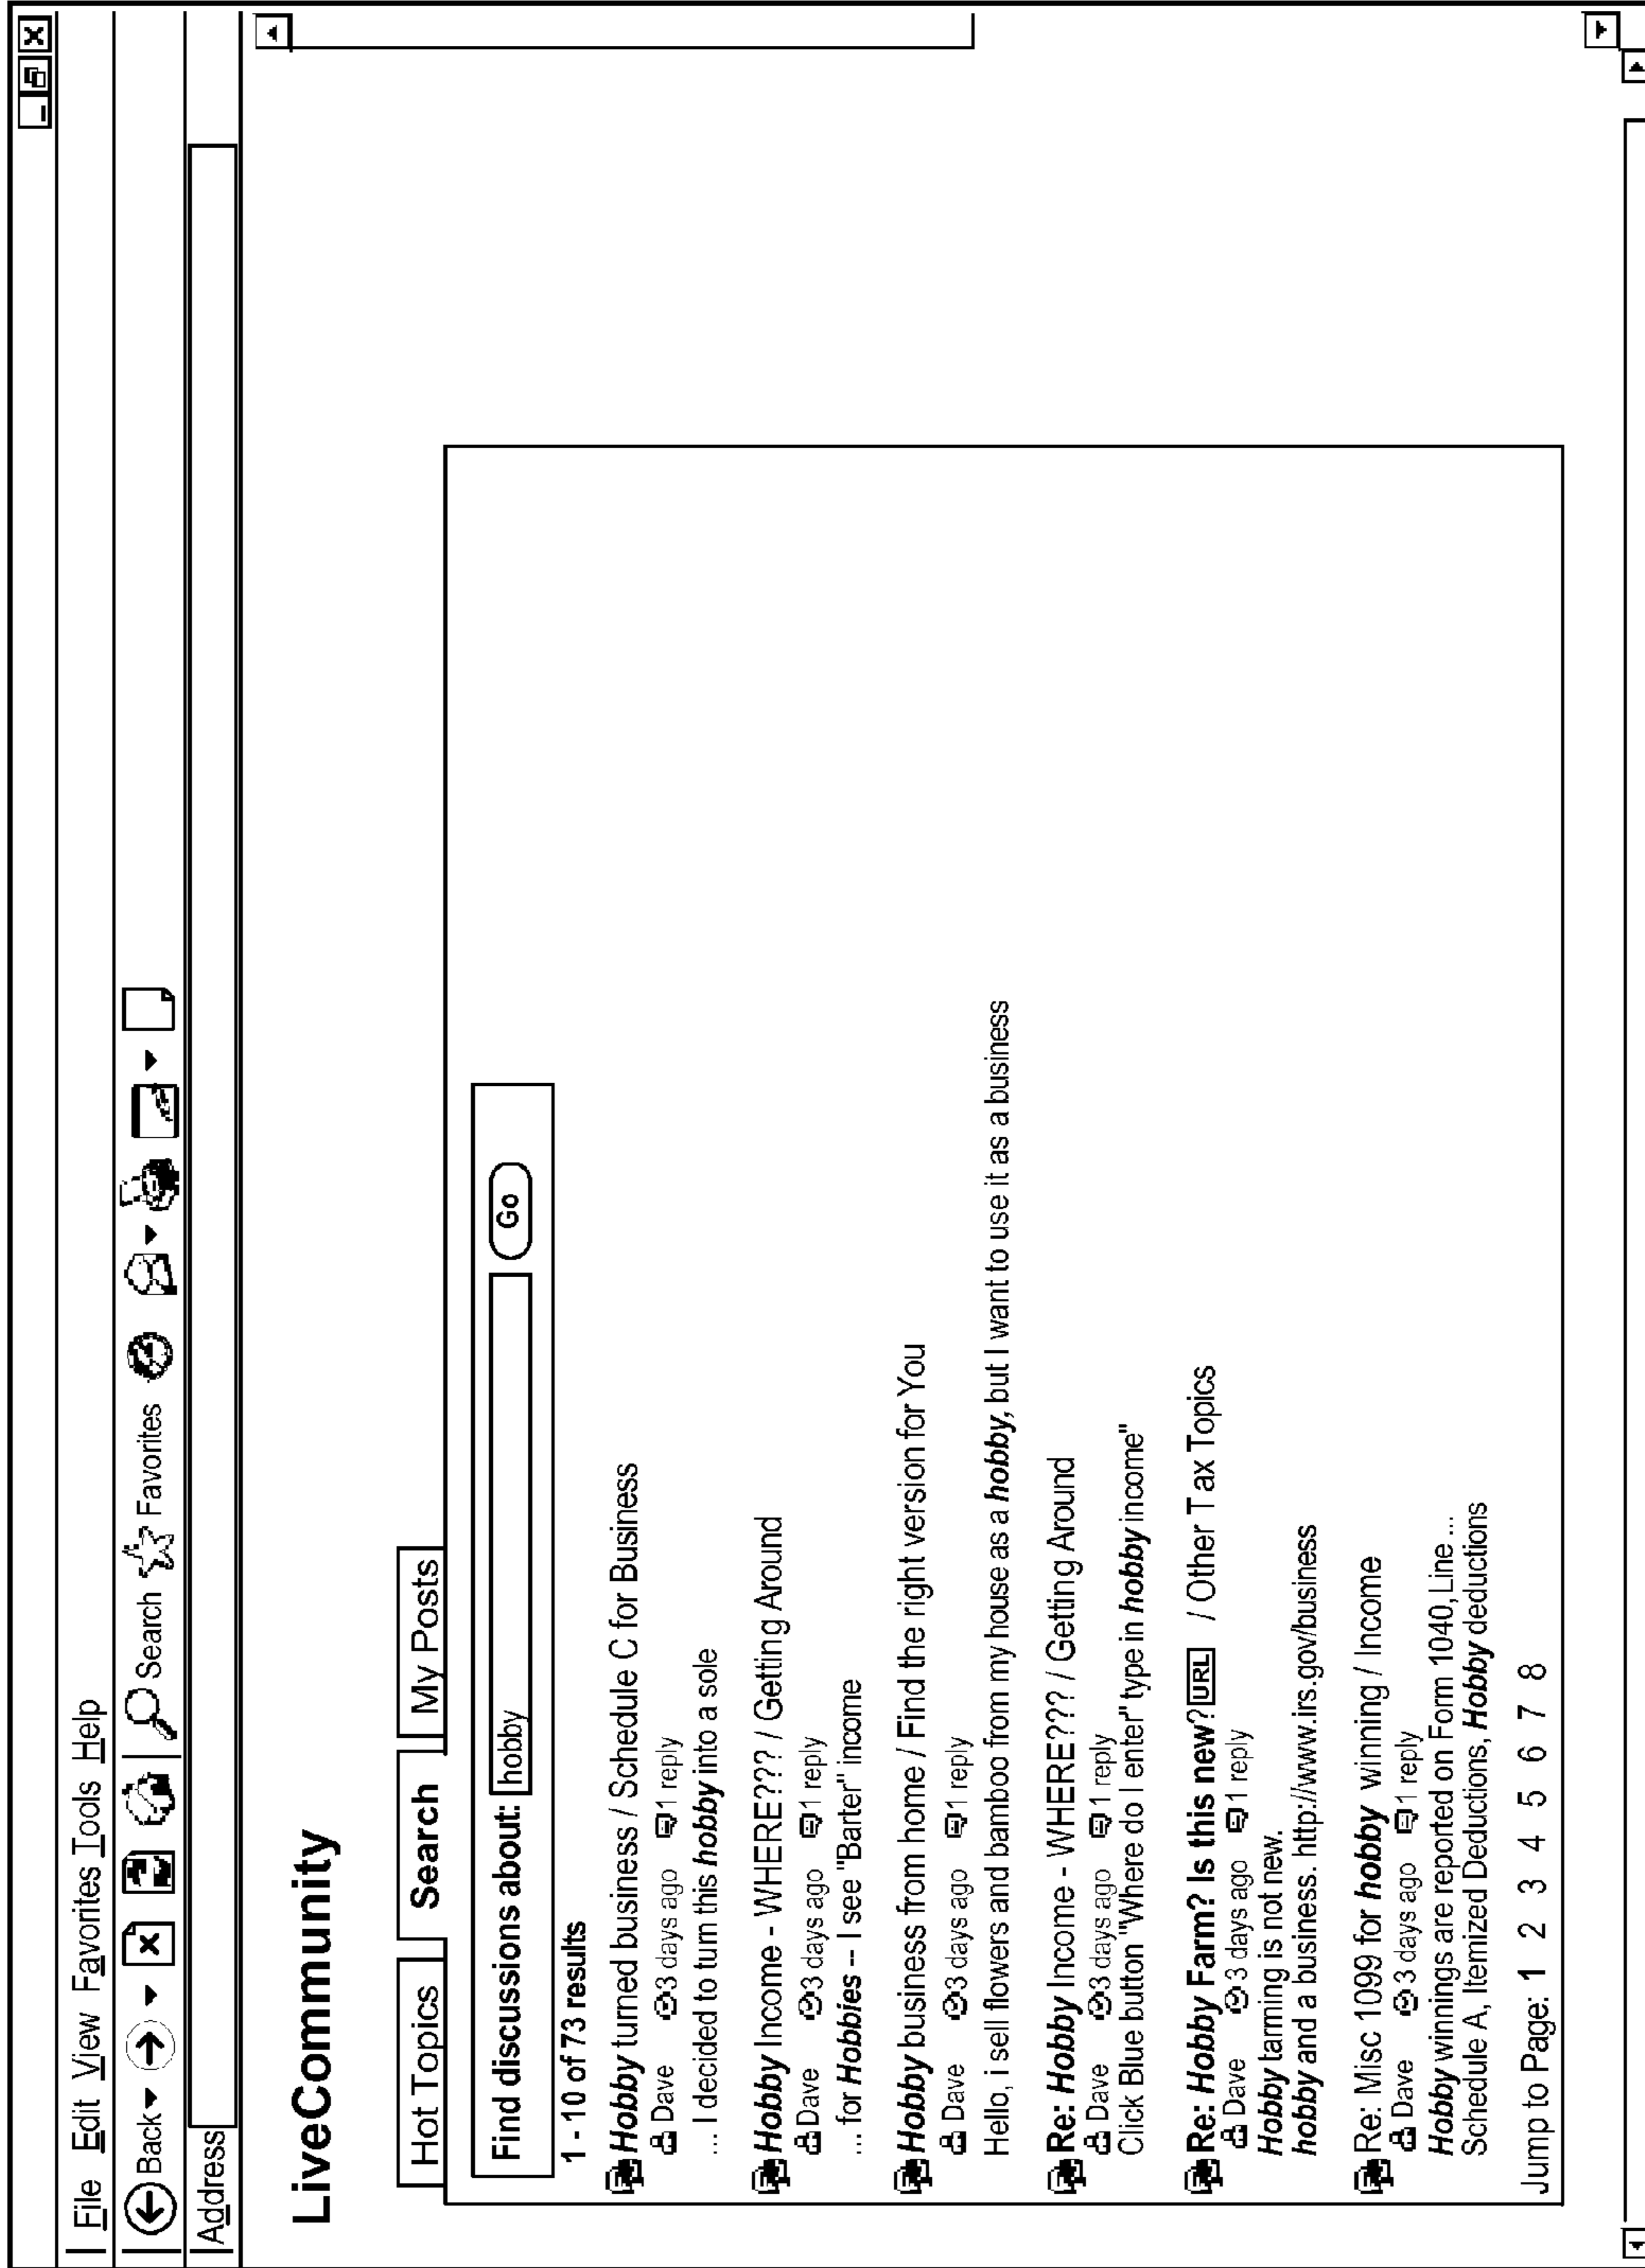 File Edit View Favorites Tools Help
Back Search Favorites
Address
LiveCommunity
Hot Topics Search My Posts
Find discussions about: hobby Go
1 - 10 of 73 results
Hobby turned business / Schedule C for Business
Dave 3 days ago 1 reply
... I decided to turn this hobby into a sole
Hobby Income - WHERE??? / Getting Around
Dave 3 days ago 1 reply
... for Hobbies -- I see "Barter" income
Hobby business from home / Find the right version for You
Dave 3 days ago 1 reply
Hello, i sell flowers and bamboo from my house as a hobby, but I want to use it as a business
Re: Hobby Income - WHERE??? / Getting Around
Dave 3 days ago 1 reply
Click Blue button "Where do I enter" type in hobby income"
Re: Hobby Farm? Is this new? URL / Other Tax Topics
Dave 3 days ago 1 reply
Hobby tarming is not new.
hobby and a business. http://www.irs.gov/business
Re: Misc 1099 for hobby winning / Income
Dave 3 days ago 1 reply
Hobby winnings are reported on Form 1040, Line ...
Schedule A, Itemized Deductions, Hobby deductions
Jump to Page: 1 2 3 4 5 6 7 8